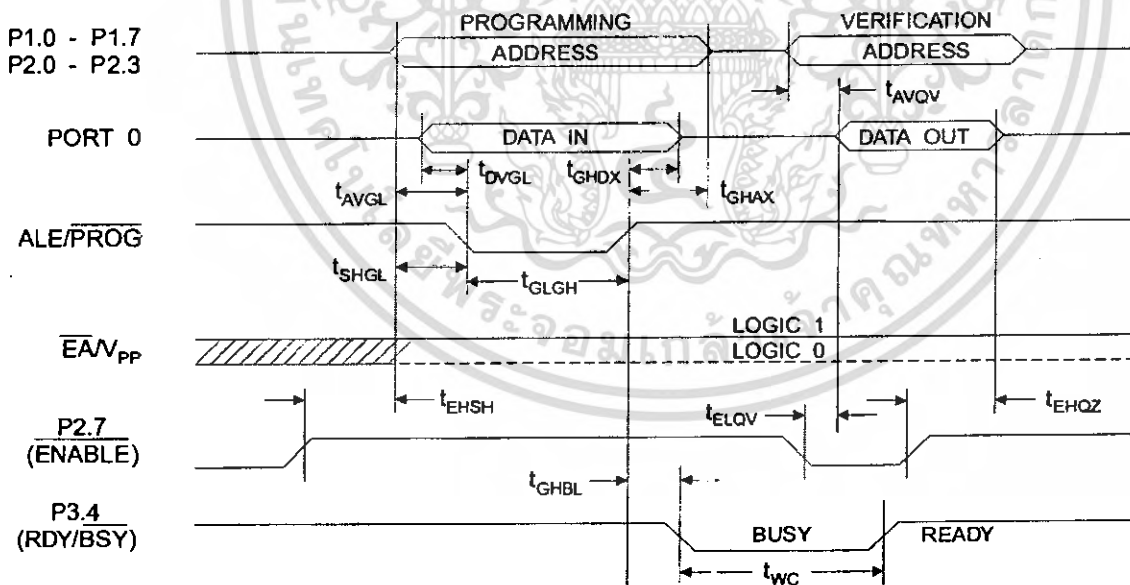 PROGRAMMING
VERIFICATION
P1.0 - P1.7
P2.0 - P2.3
ADDRESS
ADDRESS
tAVQV
PORT 0
DATA IN
DATA OUT
tDVGL
tGHDX
tAVGL
tGHAX
ALE/PROG
tSHGL
tGLGH
LOGIC 1
LOGIC 0
EA/VPP
tEHSH
tELQV
tEHQZ
P2.7
(ENABLE)
tGHBL
P3.4
(RDY/BSY)
BUSY
READY
tWC